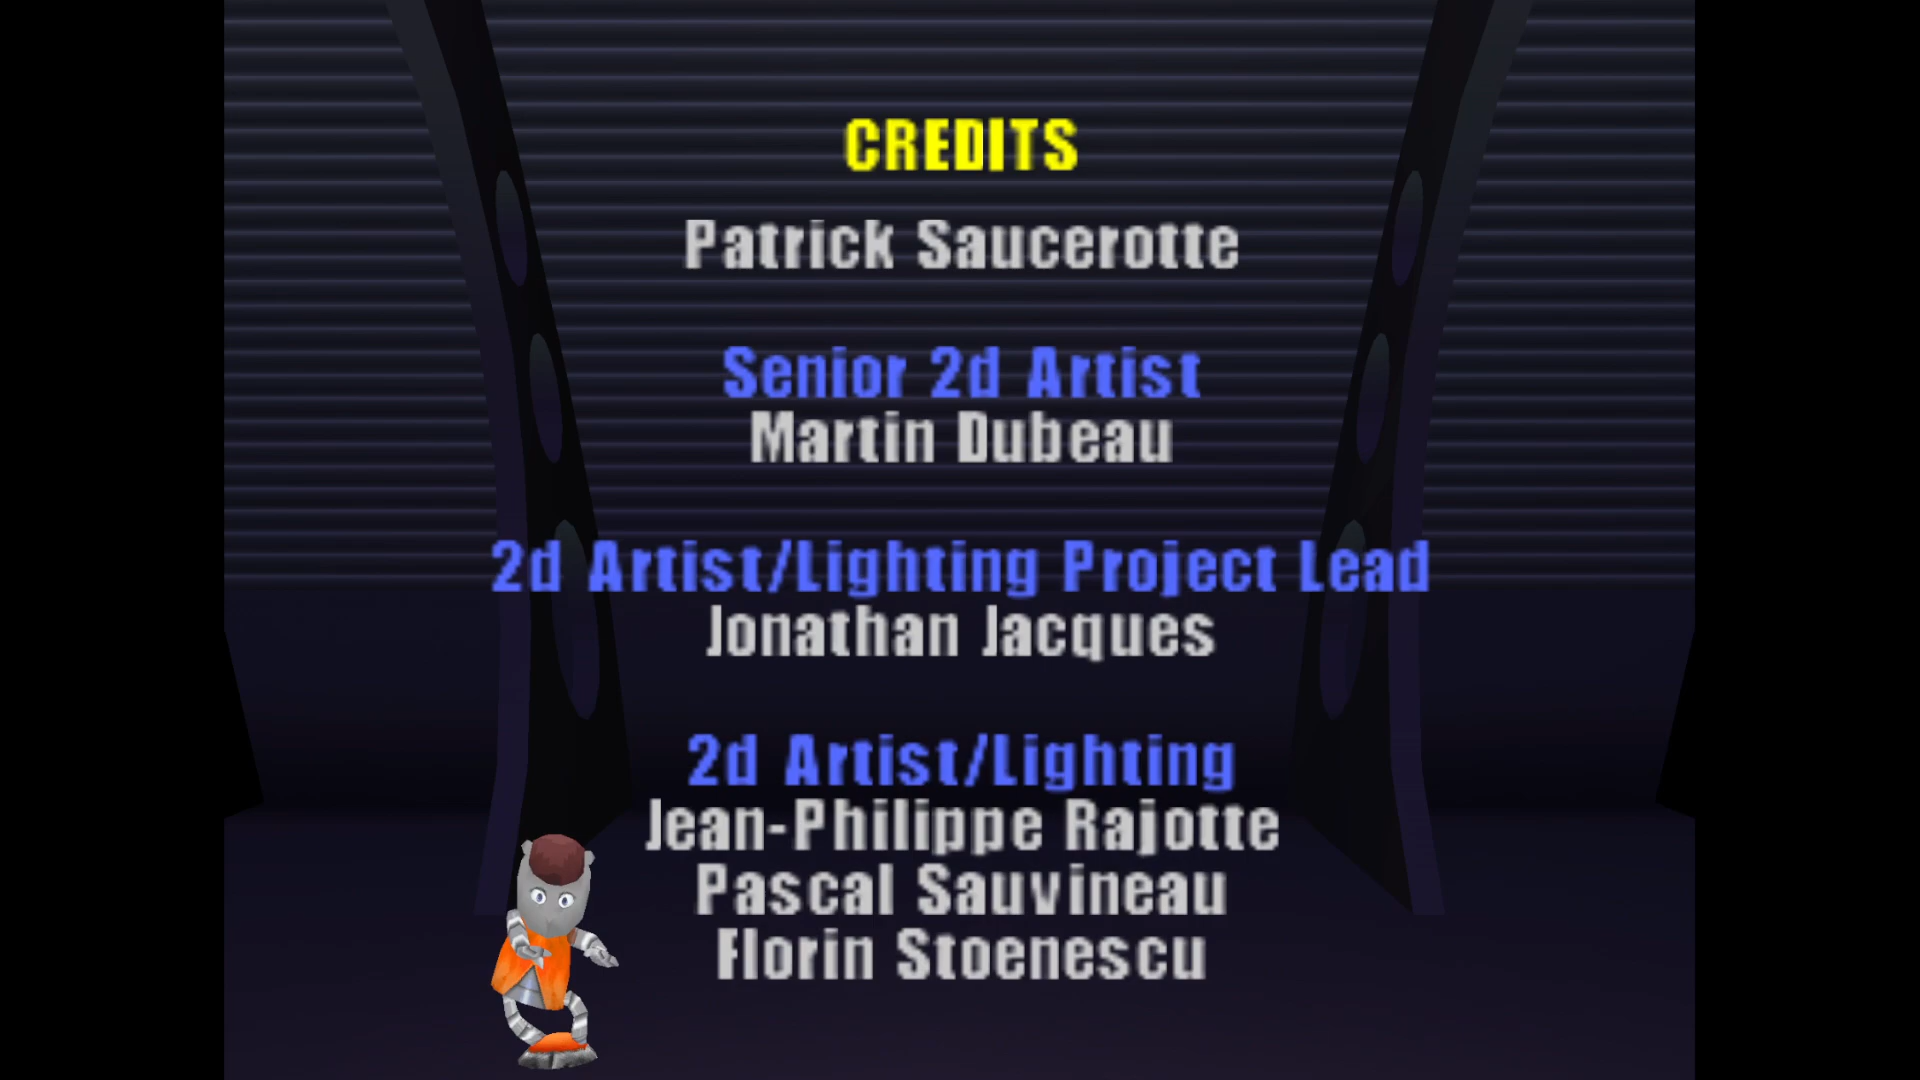 CREDITS
Patrick Saucerotte
Senior 2d Artist
Martin Dubeau
2d Artist/Lighting Project Lead
Jonathan Jacques
2d Artist/Lighting
Jean-Philippe Rajotte
Pascal Sauvineau
Florin Stoenescu